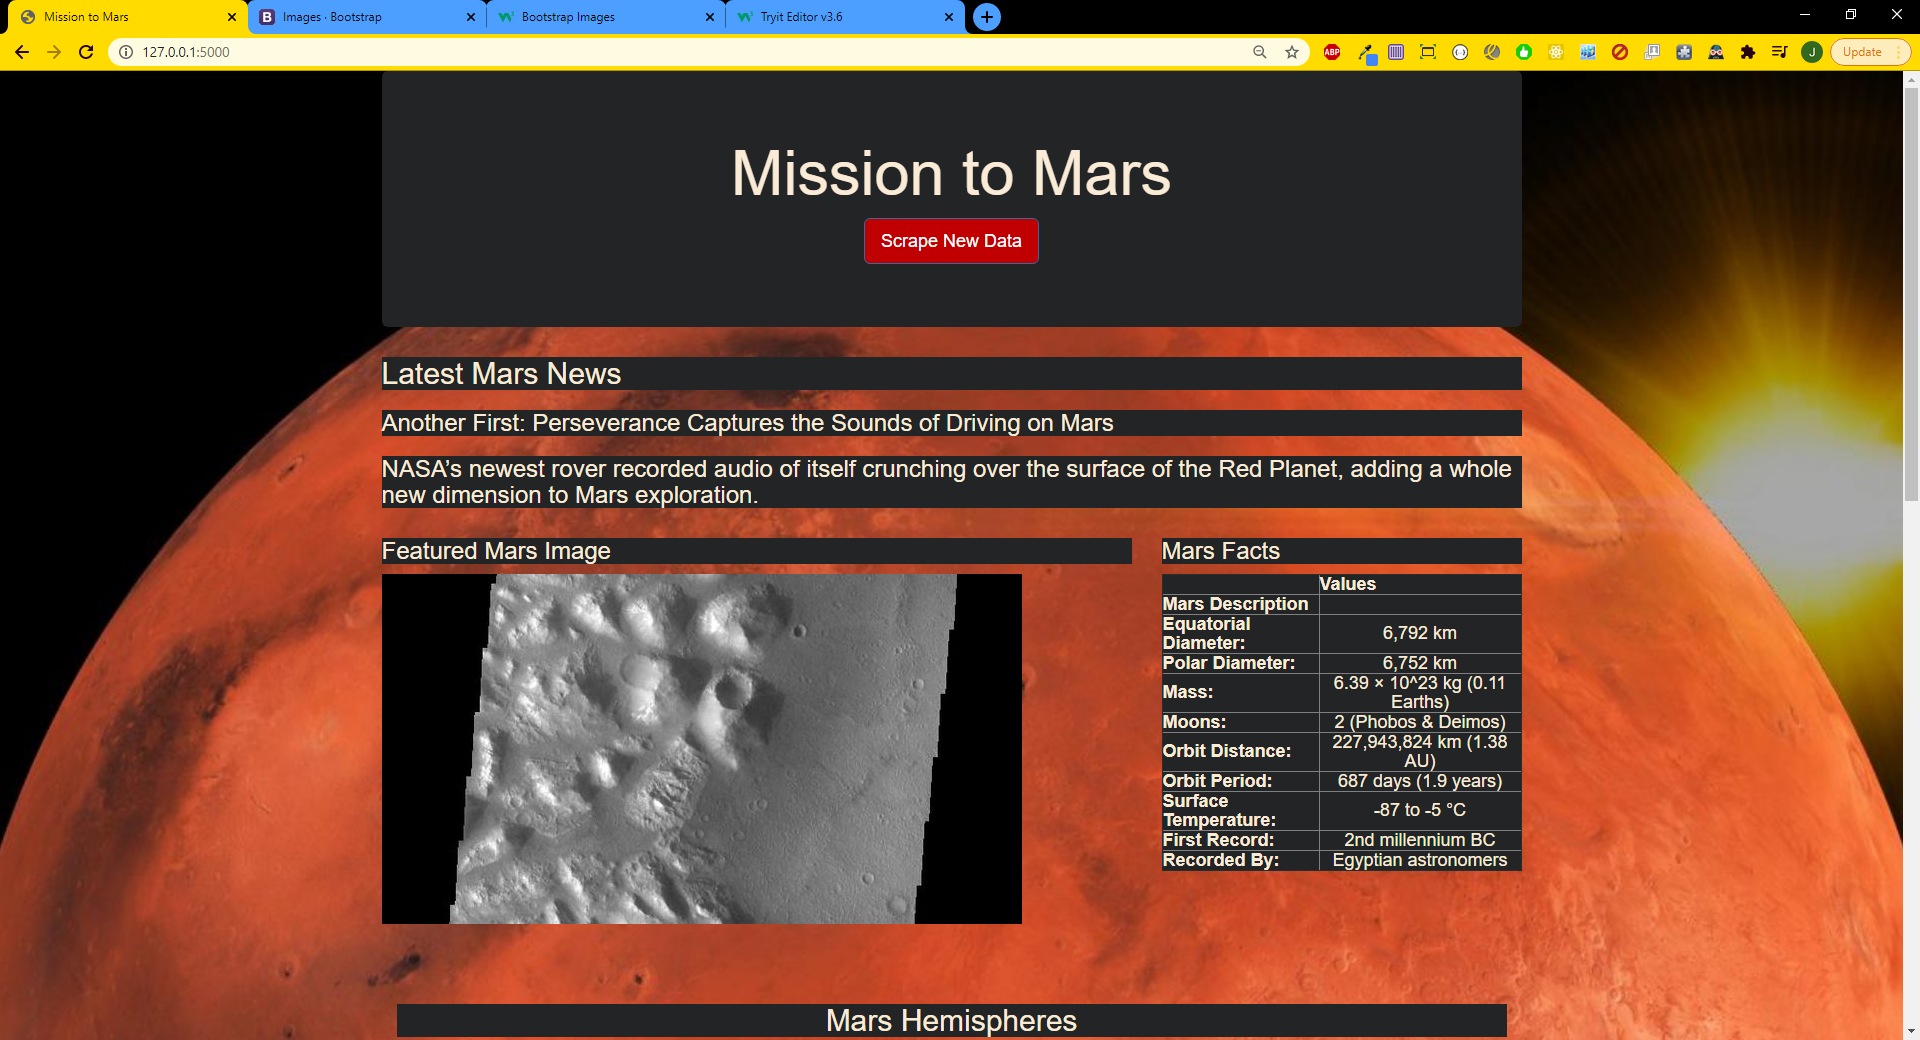 Mission to Mars
Images · Bootstrap
Bootstrap Images
Tryit Editor v3.6
127.0.0.1:5000
ABP
J
Update
Mission to Mars
Scrape New Data
Latest Mars News
Another First: Perseverance Captures the Sounds of Driving on Mars
NASA’s newest rover recorded audio of itself crunching over the surface of the Red Planet, adding a whole
new dimension to Mars exploration.
Featured Mars Image
Mars Facts
Values
Mars Description
Equatorial
Diameter:
6,792 km
Polar Diameter:
6,752 km
Mass:
6.39 × 10^23 kg (0.11
Earths)
Moons:
2 (Phobos & Deimos)
Orbit Distance:
227,943,824 km (1.38
AU)
Orbit Period:
687 days (1.9 years)
Surface
Temperature:
-87 to -5 °C
First Record:
2nd millennium BC
Recorded By:
Egyptian astronomers
Mars Hemispheres